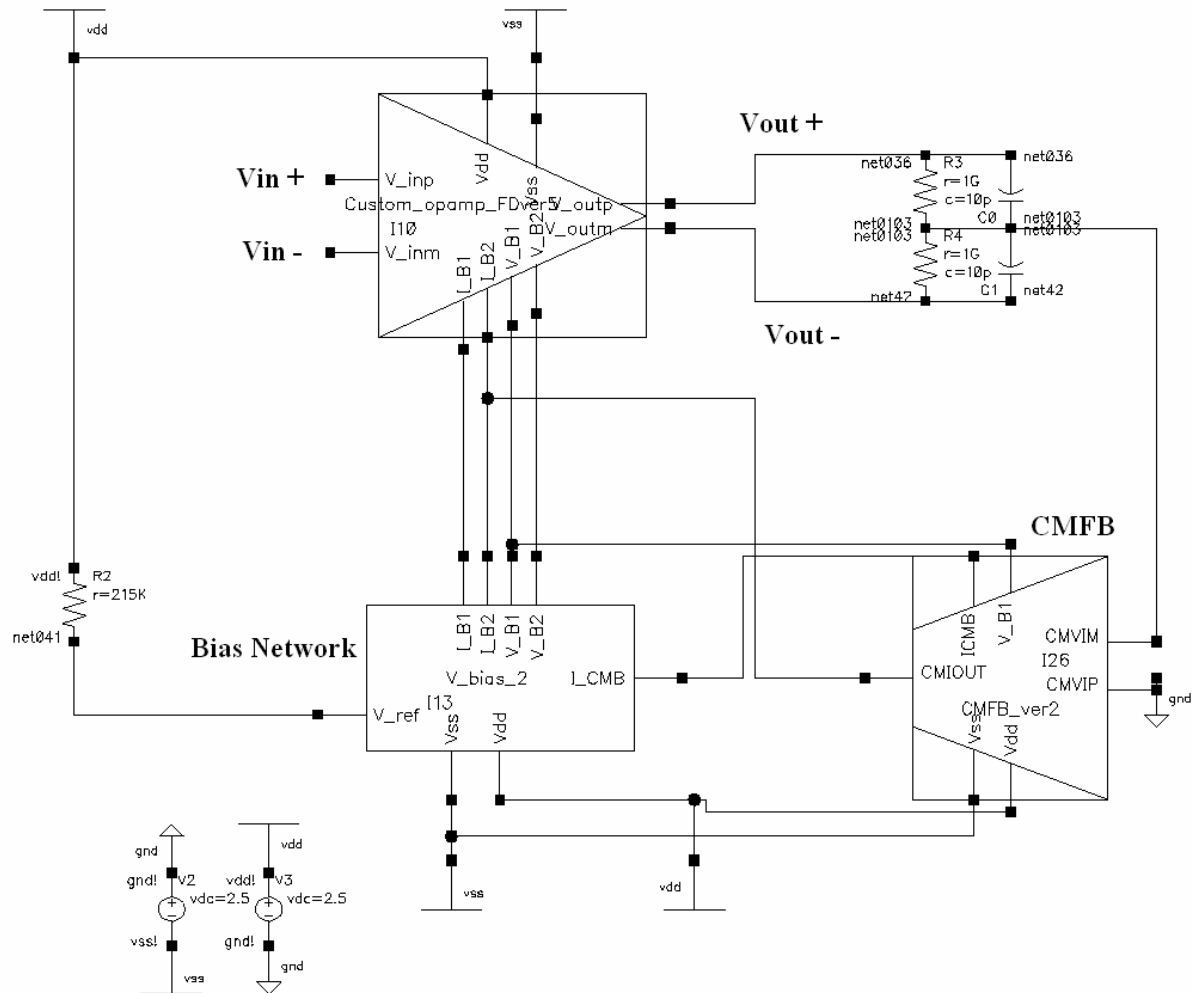 vdd
vss
Vout +
net036
R3
net036
r=1G
c=10p
Vin +
V_inp
Vdd
Vss
Custom_opamp_FDver5
V_outp
I10
V_outm
net0103
C0
net0103
net0103
R4
net0103
r=1G
c=10p
Vin -
V_inm
I_B1
I_B2
V_B1
V_B2
net42
C1
net42
Vout -
CMFB
vdd!
R2
r=215K
net041
Bias Network
I_B1
I_B2
V_B1
V_B2
V_bias_2
I_CMB
I13
V_ref
Vss
Vdd
ICMB
V_B1
CMVIM
I26
CMIOUT
CMVIP
CMFB_ver2
Vss
Vdd
gnd
gnd
vdd
gnd!
V2
vdc=2.5
vss!
vss
vdd!
V3
vdc=2.5
gnd!
gnd
vss
vdd